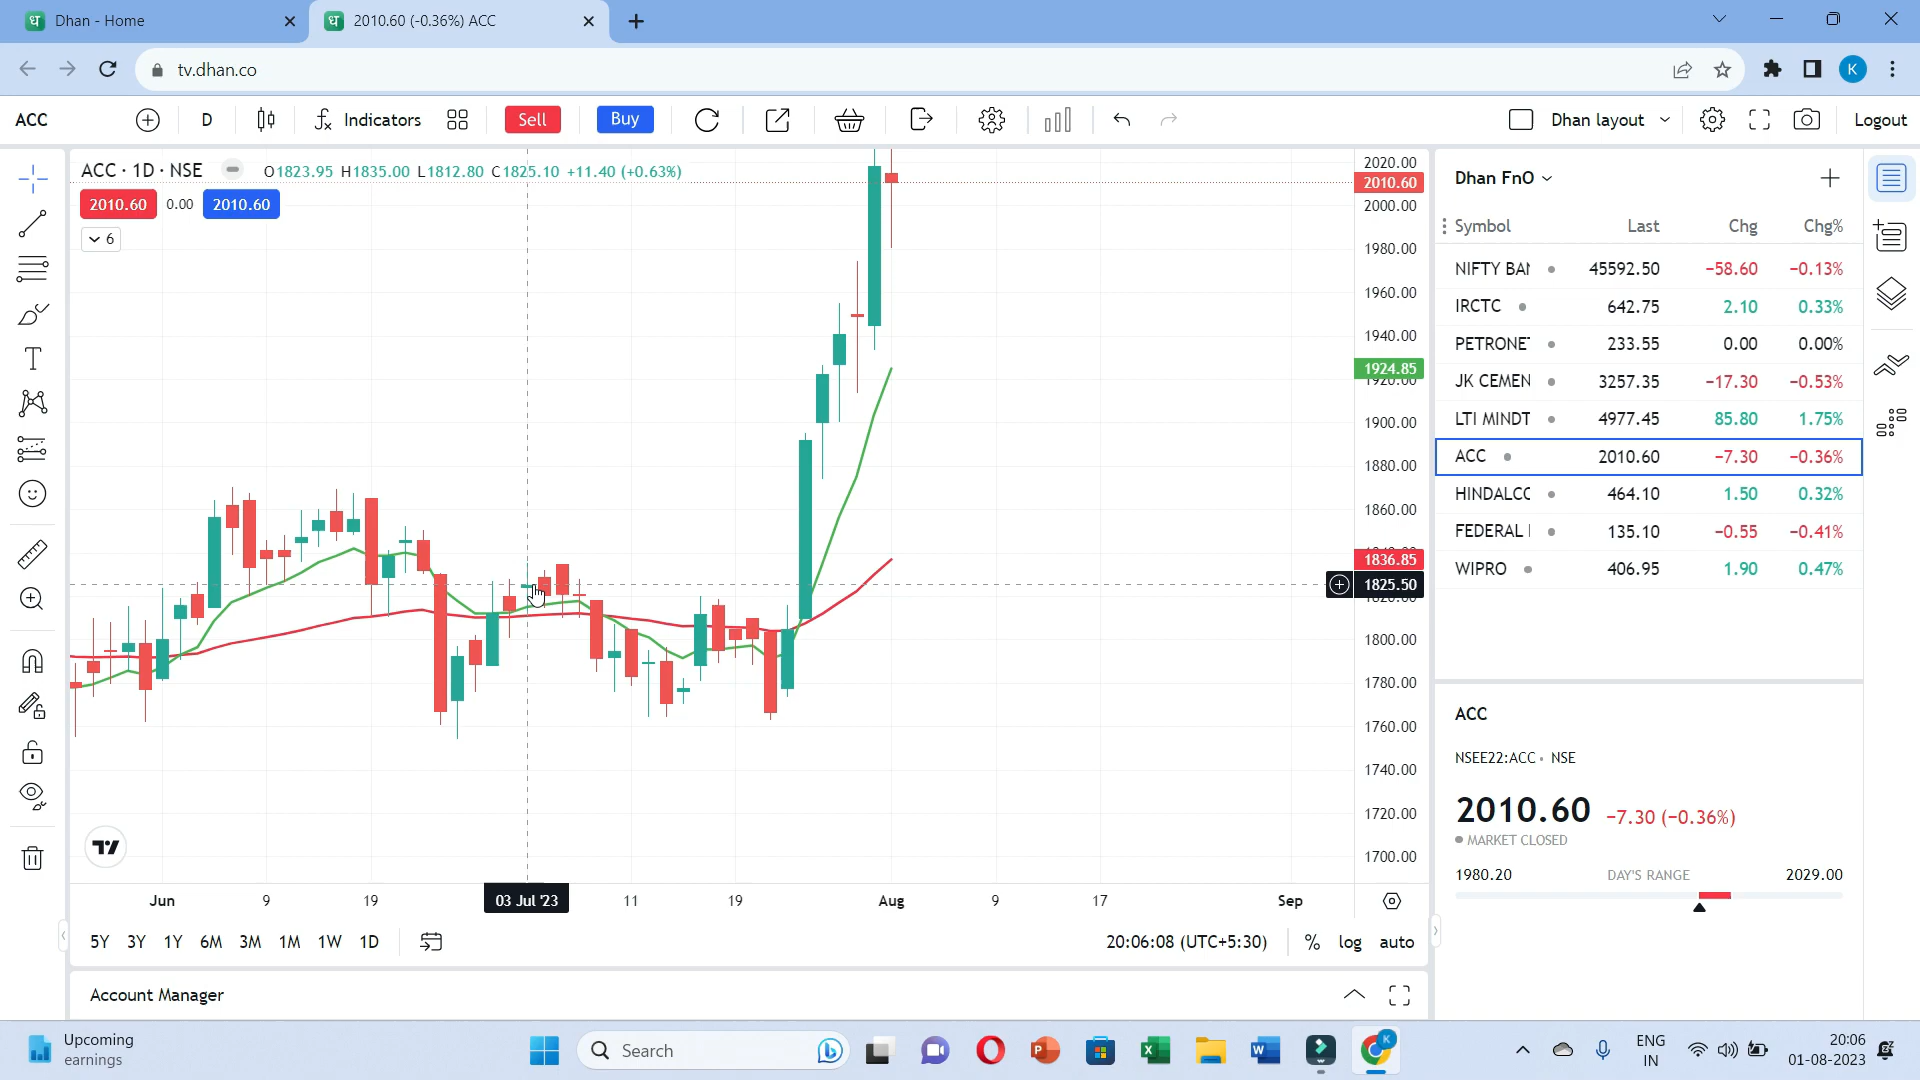 Dhan - Home
2010.60 (-0.36%) ACC
tv.dhan.co
K
ACC
D
Indicators
Sell
Buy
Dhan layout
Logout
ACC · 1D · NSE
O1823.95 H1835.00 L1812.80 C1825.10 +11.40 (+0.63%)
2010.60
0.00
2010.60
6
2020.00
2010.60
2000.00
1980.00
1960.00
1940.00
1924.85
1920.00
1900.00
1880.00
1860.00
1836.85
1825.50
1800.00
1780.00
1760.00
1740.00
1720.00
1700.00
Jun
9
19
03 Jul '23
11
19
Aug
9
17
Sep
5Y 3Y 1Y 6M 3M 1M 1W 1D
20:06:08 (UTC+5:30)
%
log
auto
Account Manager
Dhan FnO
Symbol Last Chg Chg%
NIFTY BAN 45592.50 −58.60 −0.13%
IRCTC 642.75 2.10 0.33%
PETRONET 233.55 0.00 0.00%
JK CEMEN 3257.35 −17.30 −0.53%
LTI MINDT 4977.45 85.80 1.75%
ACC 2010.60 −7.30 −0.36%
HINDALCO 464.10 1.50 0.32%
FEDERAL 135.10 −0.55 −0.41%
WIPRO 406.95 1.90 0.47%
ACC
NSEE22:ACC · NSE
2010.60 −7.30 (−0.36%)
MARKET CLOSED
1980.20 DAY'S RANGE 2029.00
Upcoming
earnings
Search
ENG
IN
20:06
01-08-2023